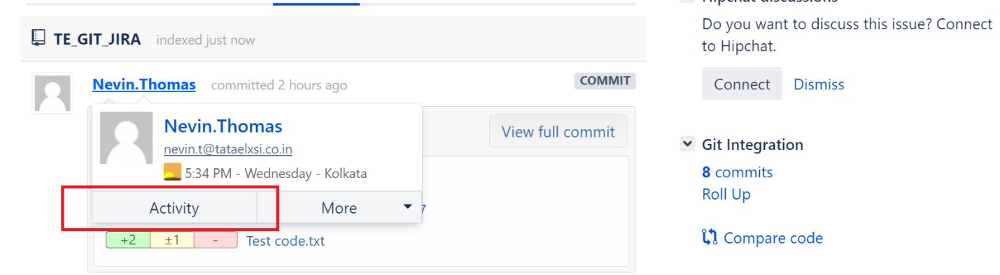 TE_GIT_JIRA indexed just now
Nevin.Thomas committed 2 hours ago
COMMIT
Nevin.Thomas
nevin.t@tataelxsi.co.in
5:34 PM - Wednesday - Kolkata
Activity
More
View full commit
7
+2 ±1 - Test code.txt
Hipchat discussions
Do you want to discuss this issue? Connect
to Hipchat.
Connect Dismiss
Git Integration
8 commits
Roll Up
Compare code